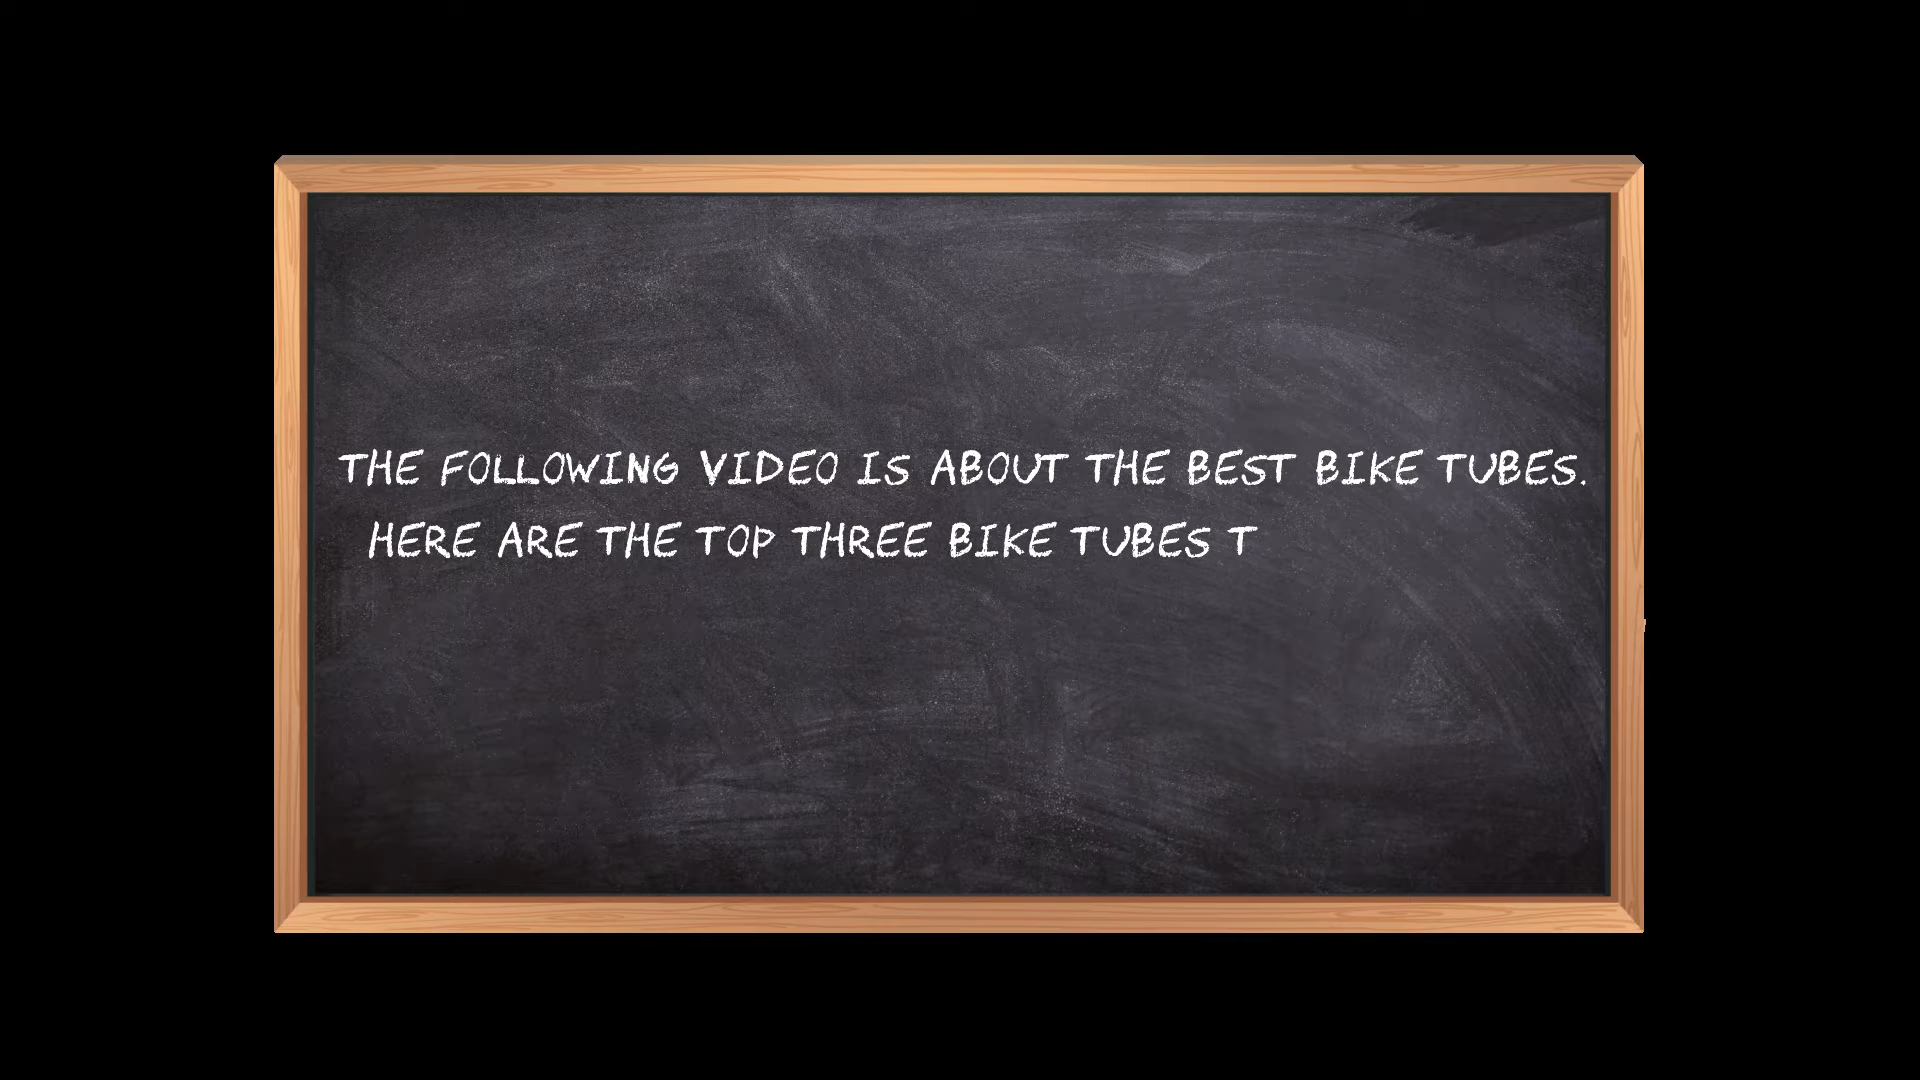 THE FOLLOWING VIDEO IS ABOUT THE BEST BIKE TUBES.
HERE ARE THE TOP THREE BIKE TUBES T